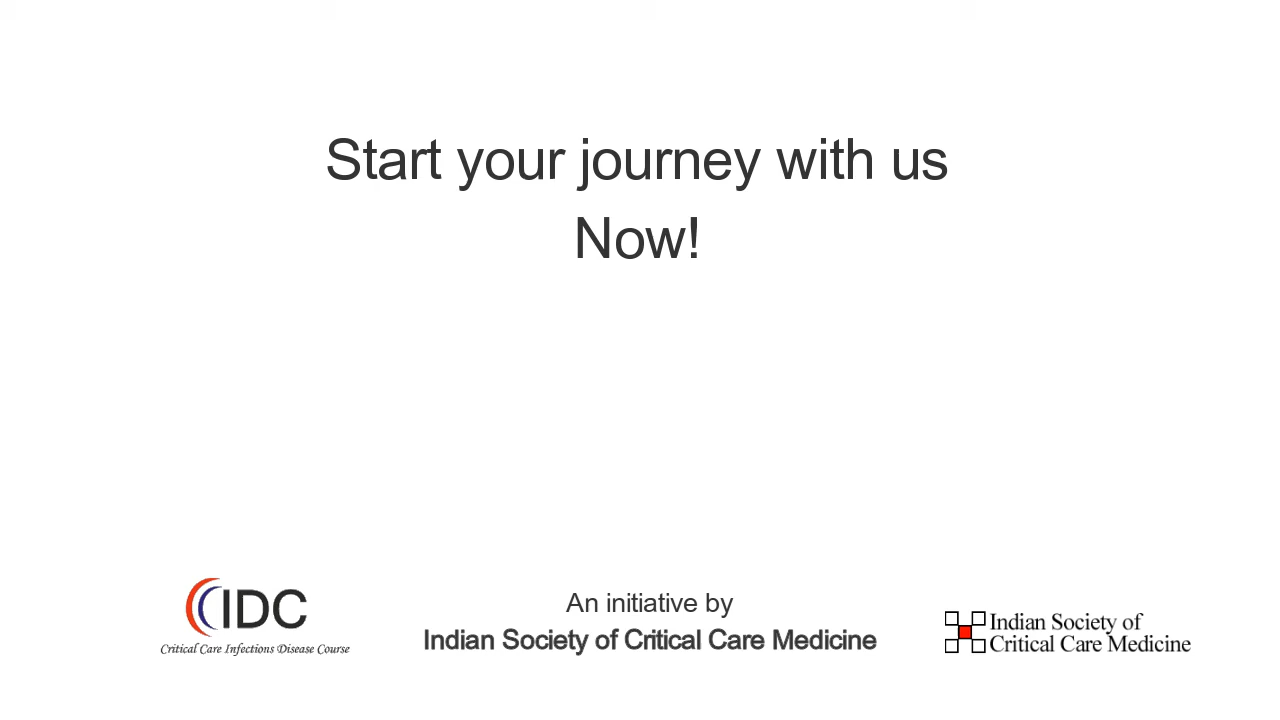 Start your journey with us
Now!
IDC
Critical Care Infections Disease Course
An initiative by
Indian Society of Critical Care Medicine
Indian Society of
Critical Care Medicine